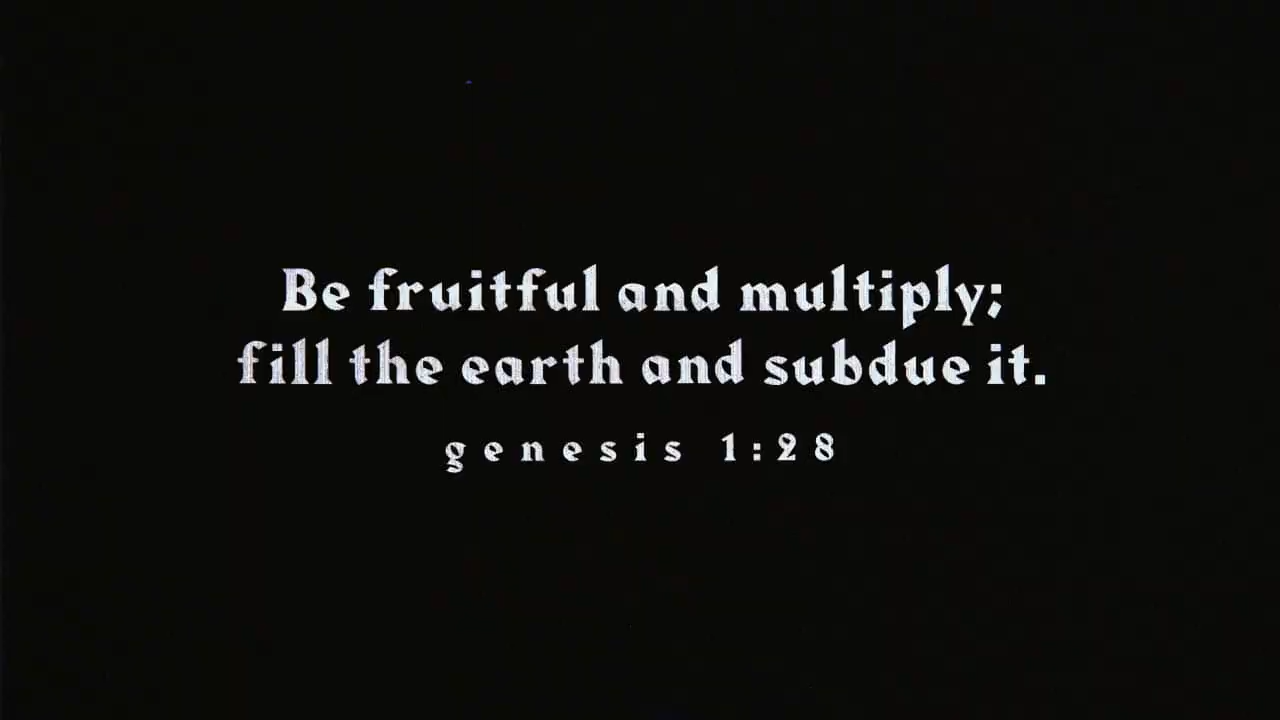 Be fruitful and multiply;
fill the earth and subdue it.
genesis 1:28